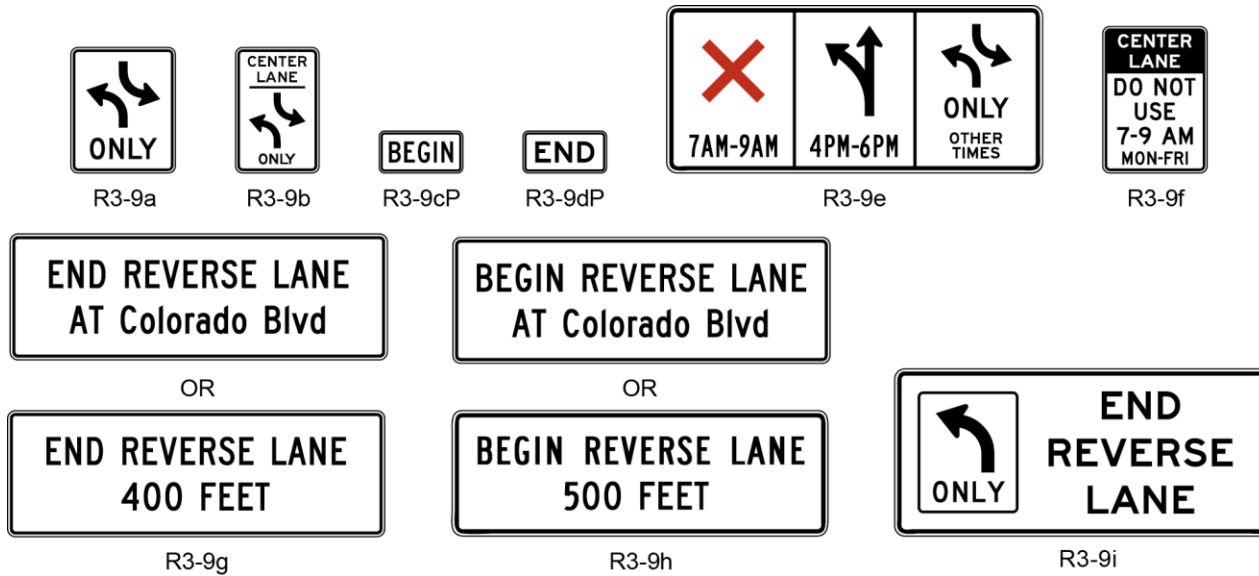 ONLY
R3-9a
CENTER
LANE
ONLY
R3-9b
BEGIN
R3-9cP
END
R3-9dP
7AM-9AM
4PM-6PM
ONLY
OTHER
TIMES
R3-9e
CENTER
LANE
DO NOT
USE
7-9 AM
MON-FRI
R3-9f
END REVERSE LANE
AT Colorado Blvd
OR
END REVERSE LANE
400 FEET
R3-9g
BEGIN REVERSE LANE
AT Colorado Blvd
OR
BEGIN REVERSE LANE
500 FEET
R3-9h
ONLY
END
REVERSE
LANE
R3-9i